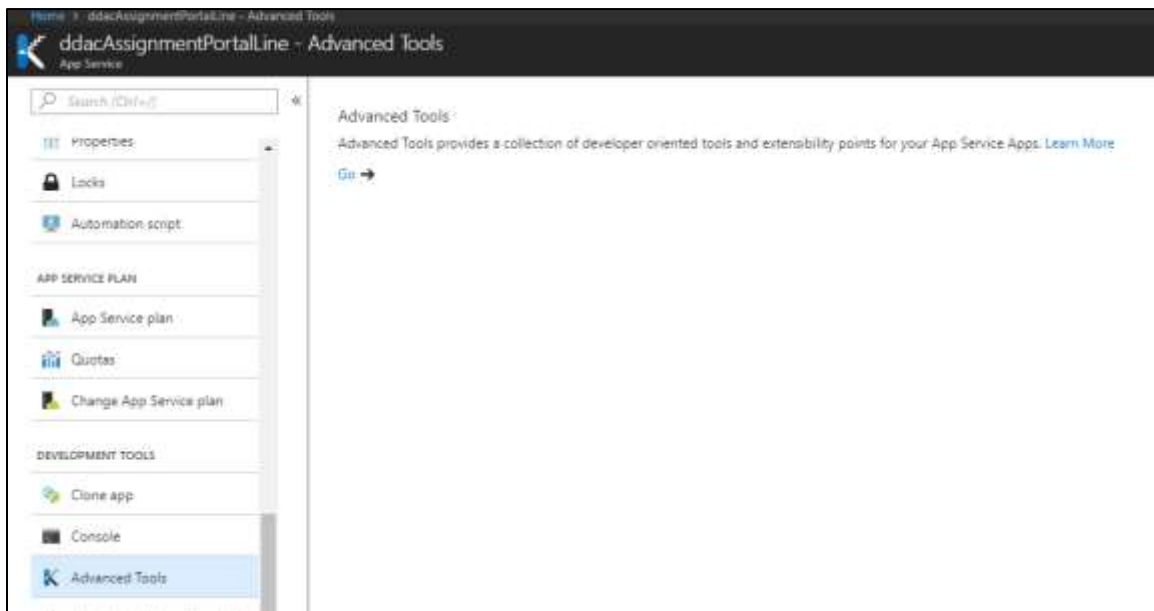 Home > ddacAssignmentPortalLine - Advanced Tools
ddacAssignmentPortalLine - Advanced Tools
App Service
Search (Ctrl+/)
Properties
Locks
Automation script
APP SERVICE PLAN
App Service plan
Quotas
Change App Service plan
DEVELOPMENT TOOLS
Clone app
Console
Advanced Tools
Advanced Tools
Advanced Tools provides a collection of developer oriented tools and extensibility points for your App Service Apps. Learn More
Go →